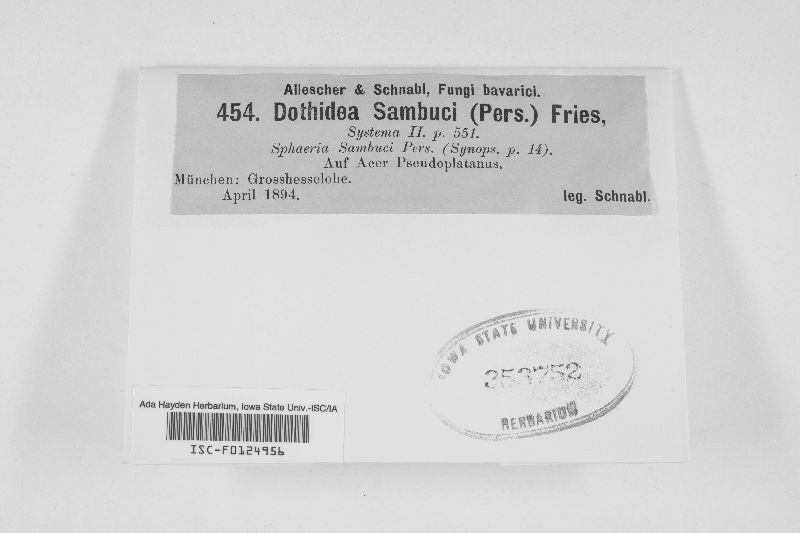 Allescher & Schnabl, Fungi bavarici.
454. Dothidea Sambuci (Pers.) Fries,
Systema II. p. 551.
Sphaeria Sambuci Pers. (Synops. p. 14).
Auf Acer Pseudoplatanus.
München: Grosshesselohe.
April 1894.
leg. Schnabl.
IOWA STATE UNIVERSITY
353752
HERBARIUM
Ada Hayden Herbarium, Iowa State Univ.-ISC/IA
ISC-F0124956